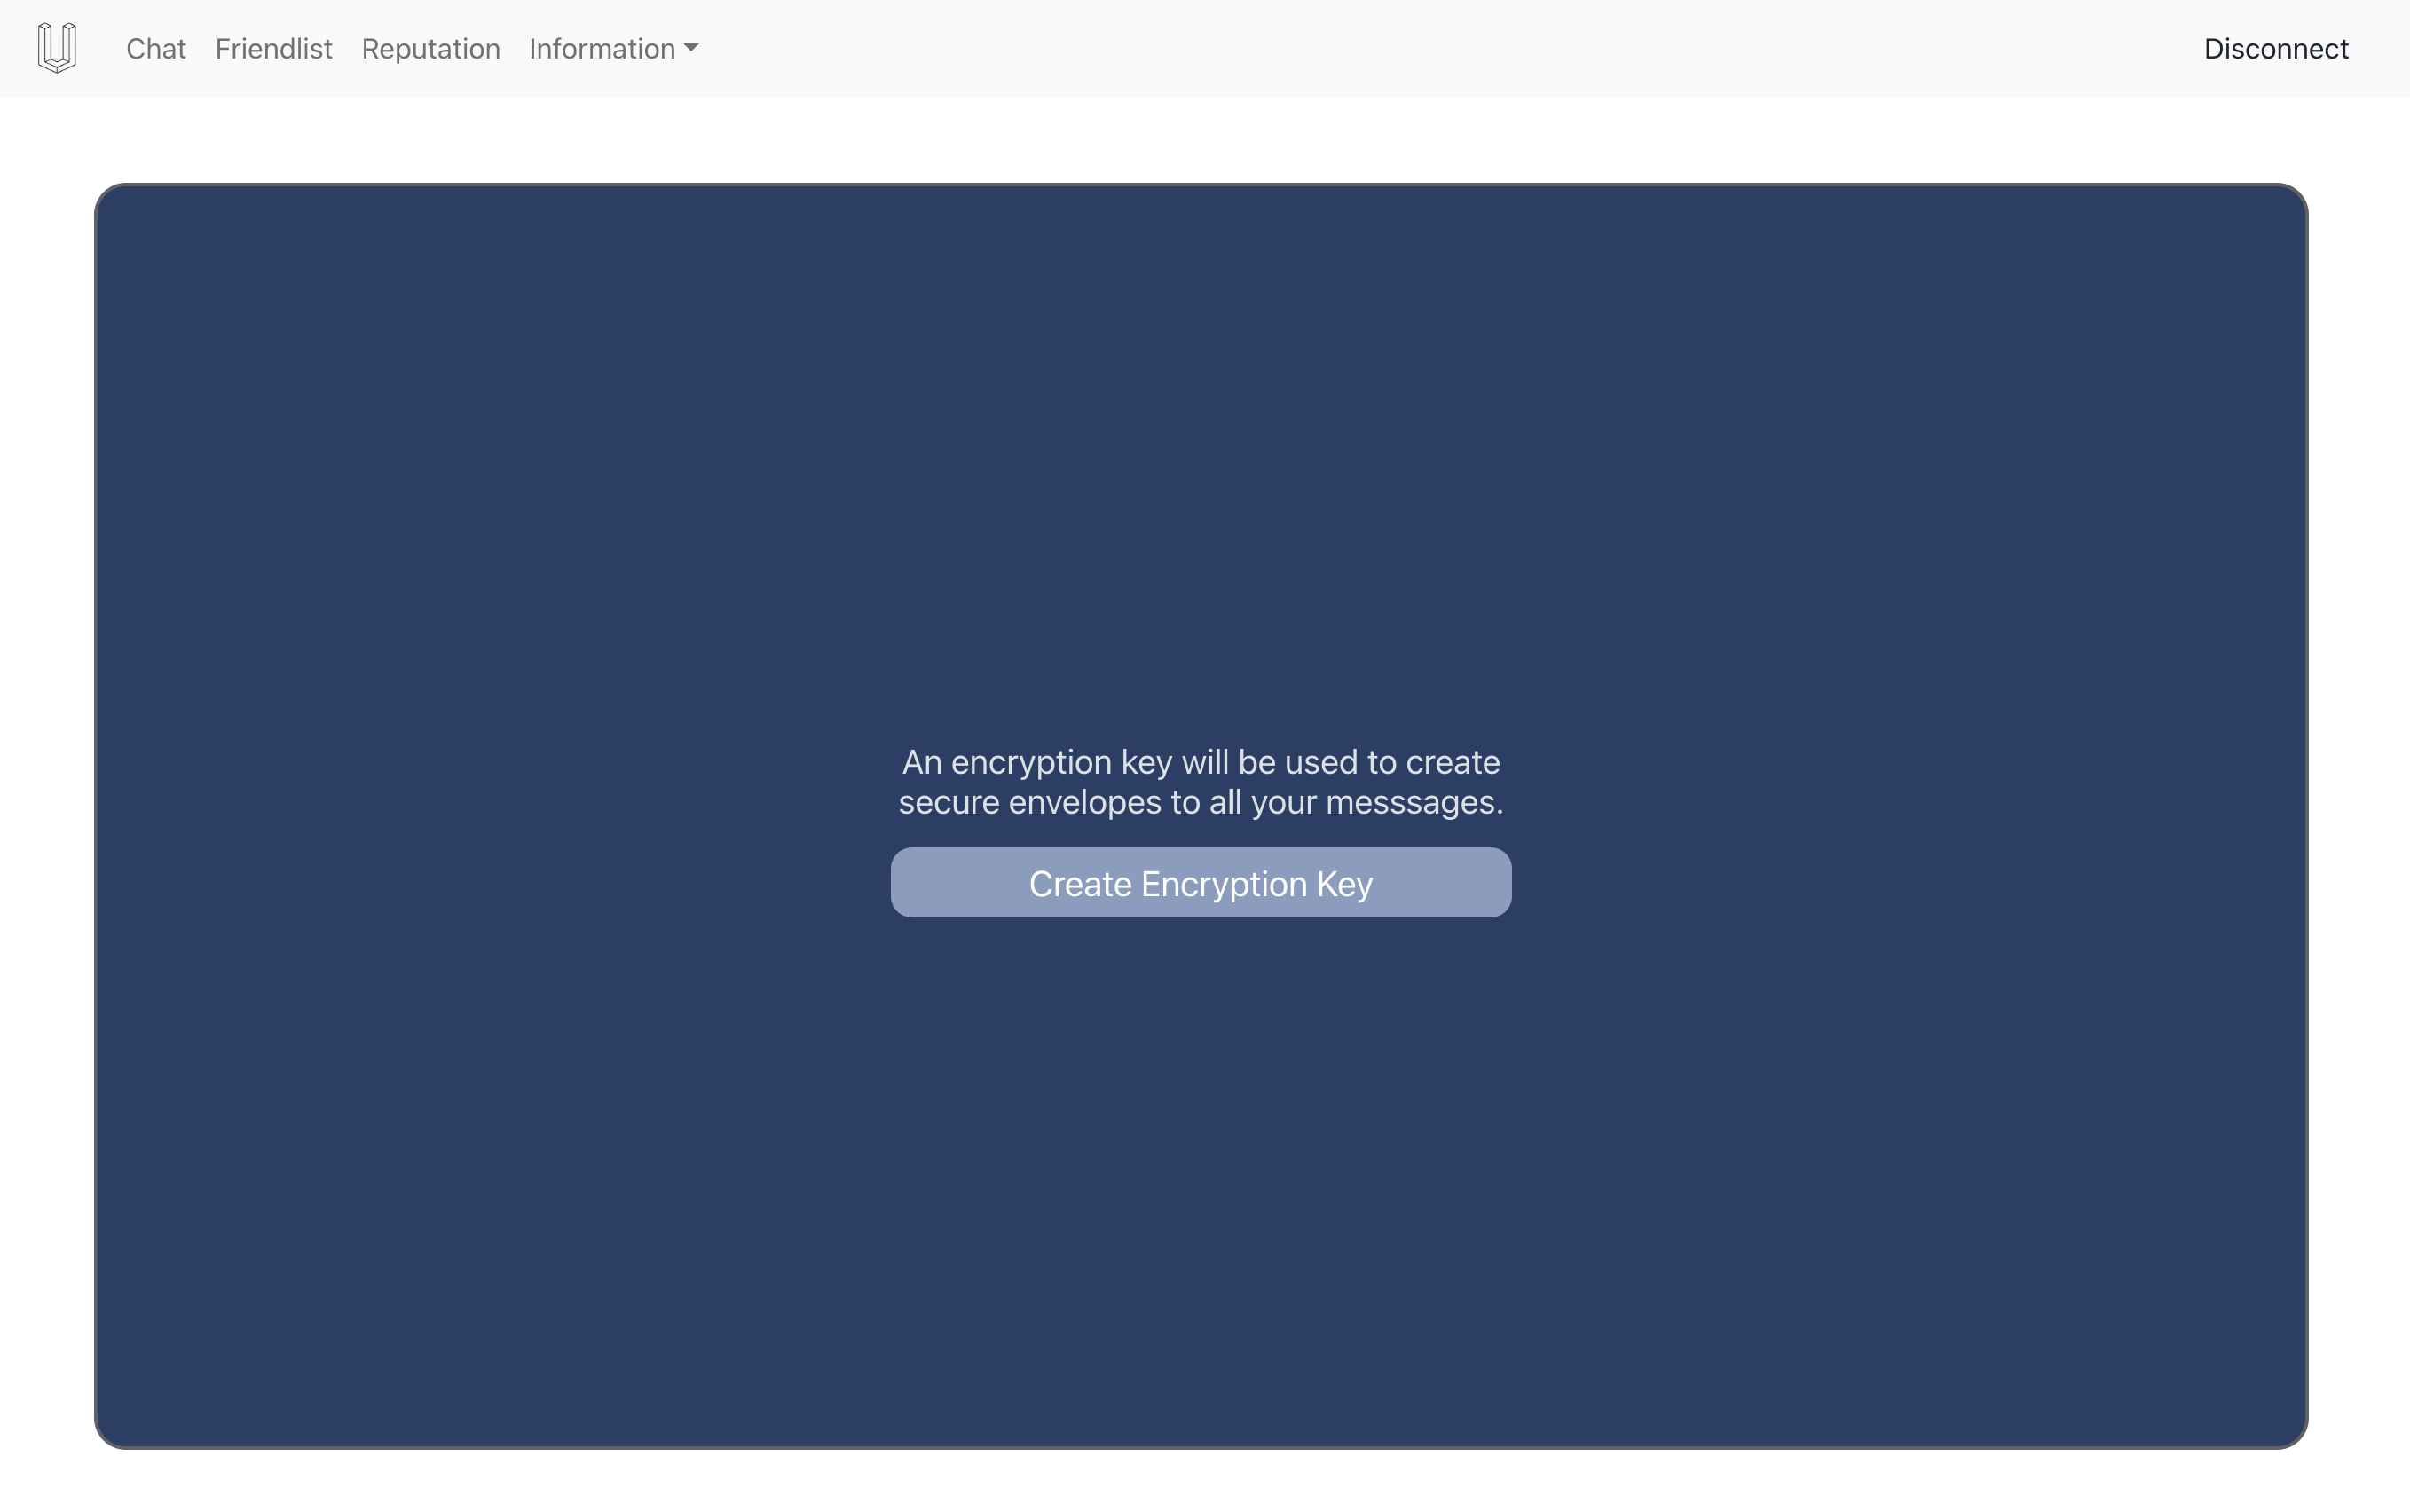 Chat Friendlist Reputation Information Disconnect
An encryption key will be used to create
secure envelopes to all your messsages.
Create Encryption Key